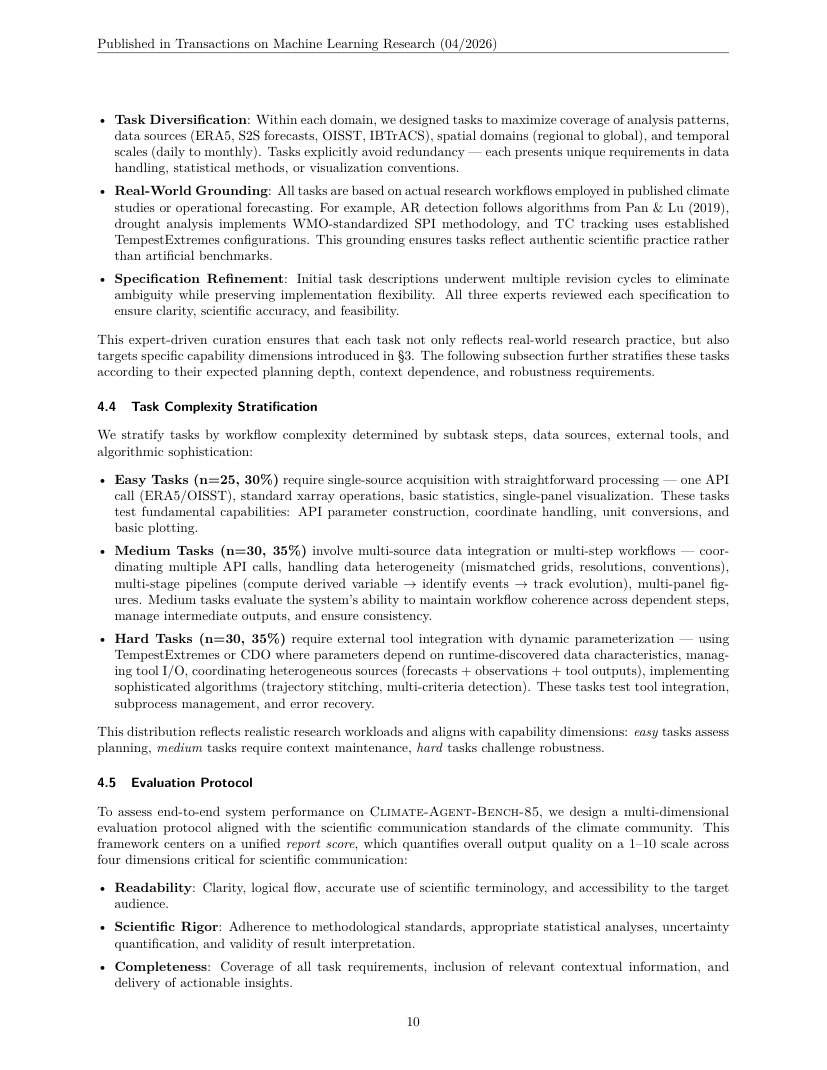 Published in Transactions on Machine Learning Research (04/2026)
• Task Diversification: Within each domain, we designed tasks to maximize coverage of analysis patterns,
data sources (ERA5, S2S forecasts, OISST, IBTrACS), spatial domains (regional to global), and temporal
scales (daily to monthly). Tasks explicitly avoid redundancy — each presents unique requirements in data
handling, statistical methods, or visualization conventions.
• Real-World Grounding: All tasks are based on actual research workflows employed in published climate
studies or operational forecasting. For example, AR detection follows algorithms from Pan & Lu (2019),
drought analysis implements WMO-standardized SPI methodology, and TC tracking uses established
TempestExtremes configurations. This grounding ensures tasks reflect authentic scientific practice rather
than artificial benchmarks.
• Specification Refinement: Initial task descriptions underwent multiple revision cycles to eliminate
ambiguity while preserving implementation flexibility. All three experts reviewed each specification to
ensure clarity, scientific accuracy, and feasibility.
This expert-driven curation ensures that each task not only reflects real-world research practice, but also
targets specific capability dimensions introduced in §3. The following subsection further stratifies these tasks
according to their expected planning depth, context dependence, and robustness requirements.
4.4 Task Complexity Stratification
We stratify tasks by workflow complexity determined by subtask steps, data sources, external tools, and
algorithmic sophistication:
• Easy Tasks (n=25, 30%) require single-source acquisition with straightforward processing — one API
call (ERA5/OISST), standard xarray operations, basic statistics, single-panel visualization. These tasks
test fundamental capabilities: API parameter construction, coordinate handling, unit conversions, and
basic plotting.
• Medium Tasks (n=30, 35%) involve multi-source data integration or multi-step workflows — coor-
dinating multiple API calls, handling data heterogeneity (mismatched grids, resolutions, conventions),
multi-stage pipelines (compute derived variable → identify events → track evolution), multi-panel fig-
ures. Medium tasks evaluate the system's ability to maintain workflow coherence across dependent steps,
manage intermediate outputs, and ensure consistency.
• Hard Tasks (n=30, 35%) require external tool integration with dynamic parameterization — using
TempestExtremes or CDO where parameters depend on runtime-discovered data characteristics, manag-
ing tool I/O, coordinating heterogeneous sources (forecasts + observations + tool outputs), implementing
sophisticated algorithms (trajectory stitching, multi-criteria detection). These tasks test tool integration,
subprocess management, and error recovery.
This distribution reflects realistic research workloads and aligns with capability dimensions: easy tasks assess
planning, medium tasks require context maintenance, hard tasks challenge robustness.
4.5 Evaluation Protocol
To assess end-to-end system performance on Climate-Agent-Bench-85, we design a multi-dimensional
evaluation protocol aligned with the scientific communication standards of the climate community. This
framework centers on a unified report score, which quantifies overall output quality on a 1–10 scale across
four dimensions critical for scientific communication:
• Readability: Clarity, logical flow, accurate use of scientific terminology, and accessibility to the target
audience.
• Scientific Rigor: Adherence to methodological standards, appropriate statistical analyses, uncertainty
quantification, and validity of result interpretation.
• Completeness: Coverage of all task requirements, inclusion of relevant contextual information, and
delivery of actionable insights.
10